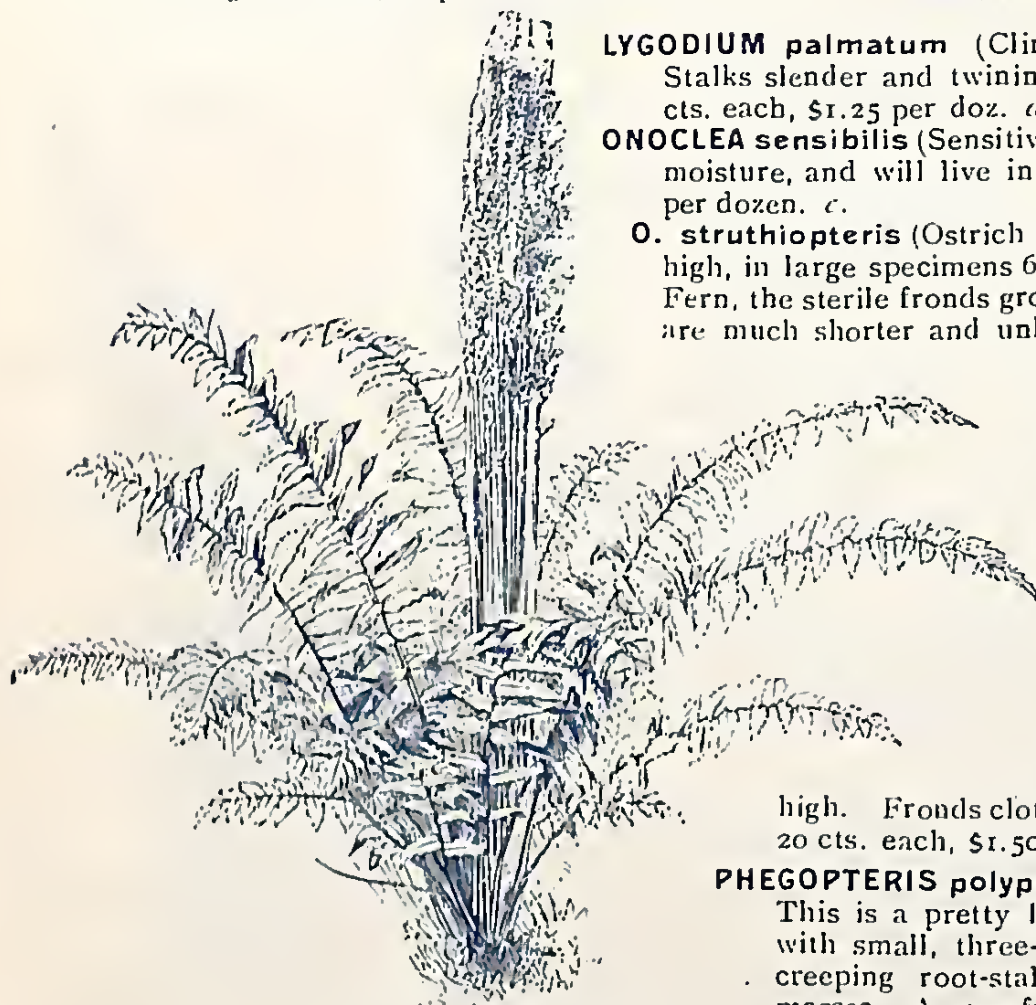 LYGODIUM palmatum (Clim
Stalks slender and twinin
cts. each, $1.25 per doz.
ONOCLEA sensibilis (Sensitiv
moisture, and will live in
per dozen. c.
O. struthiopteris (Ostrich
high, in large specimens 6
Fern, the sterile fronds gro
are much shorter and unl
high. Fronds clot
20 cts. each, $1.50
PHEGOPTERIS polyp
This is a pretty l
with small, three-
creeping root-stal